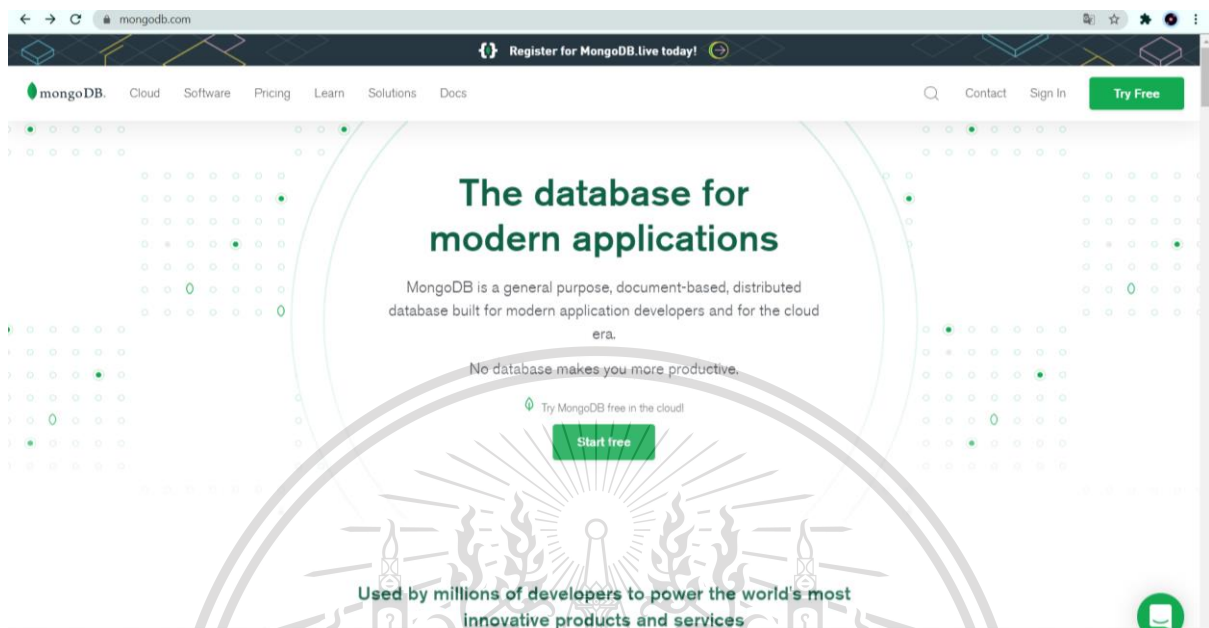 mongodb.com
Register for MongoDB.live today!
mongoDB. Cloud Software Pricing Learn Solutions Docs Contact Sign In Try Free
The database for
modern applications
MongoDB is a general purpose, document-based, distributed
database built for modern application developers and for the cloud
era.
No database makes you more productive.
Try MongoDB free in the cloud!
Start free
Used by millions of developers to power the world's most
innovative products and services